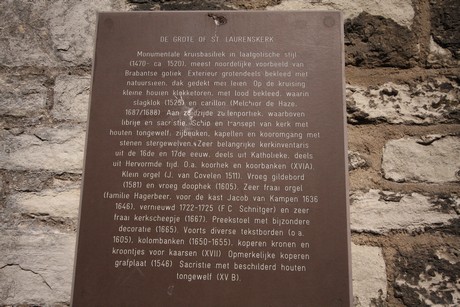 DE GROTE OF ST. LAURENSKERK
Monumentale kruisbasiliek in laatgotische stijl
(1470- ca 1520), meest noordelijke voorbeeld van
Brabantse gotiek. Exterieur grotendeels bekleed met
natuursteen, dak gedekt met leien. Op de kruising
kleine houten klokketoren, met lood bekleed, waarin
slagklok (1525) en carillon (Melchior de Haze,
1687/1688). Aan zuidzijde zuilenportiek, waarboven
librije en sacristie. Schip en transept van kerk met
houten tongewelf, zijbeuken, kapellen en kooromgang met
stenen stergewelven. Zeer belangrijke kerkinventaris
uit de 16de en 17de eeuw, deels uit Katholieke, deels
uit Hervormde tijd. O.a. koorhek en koorbanken (XVIA).
Klein orgel (J. van Covelen 1511). Vroeg gildebord
(1581) en vroeg doophek (1605). Zeer fraai orgel
(familie Hagerbeer, voor de kast Jacob van Kampen 1636
1646), vernieuwd 1722-1725 (F C Schnitger) en zeer
fraai kerkscheepje (1667). Preekstoel met bijzondere
decoratie (1665). Voorts diverse tekstborden (o.a.
1605), kolombanken (1650-1655), koperen kronen en
kroontjes voor kaarsen (XVII). Opmerkelijke koperen
grafplaat (1546). Sacristie met beschilderd houten
tongewelf (XV B).